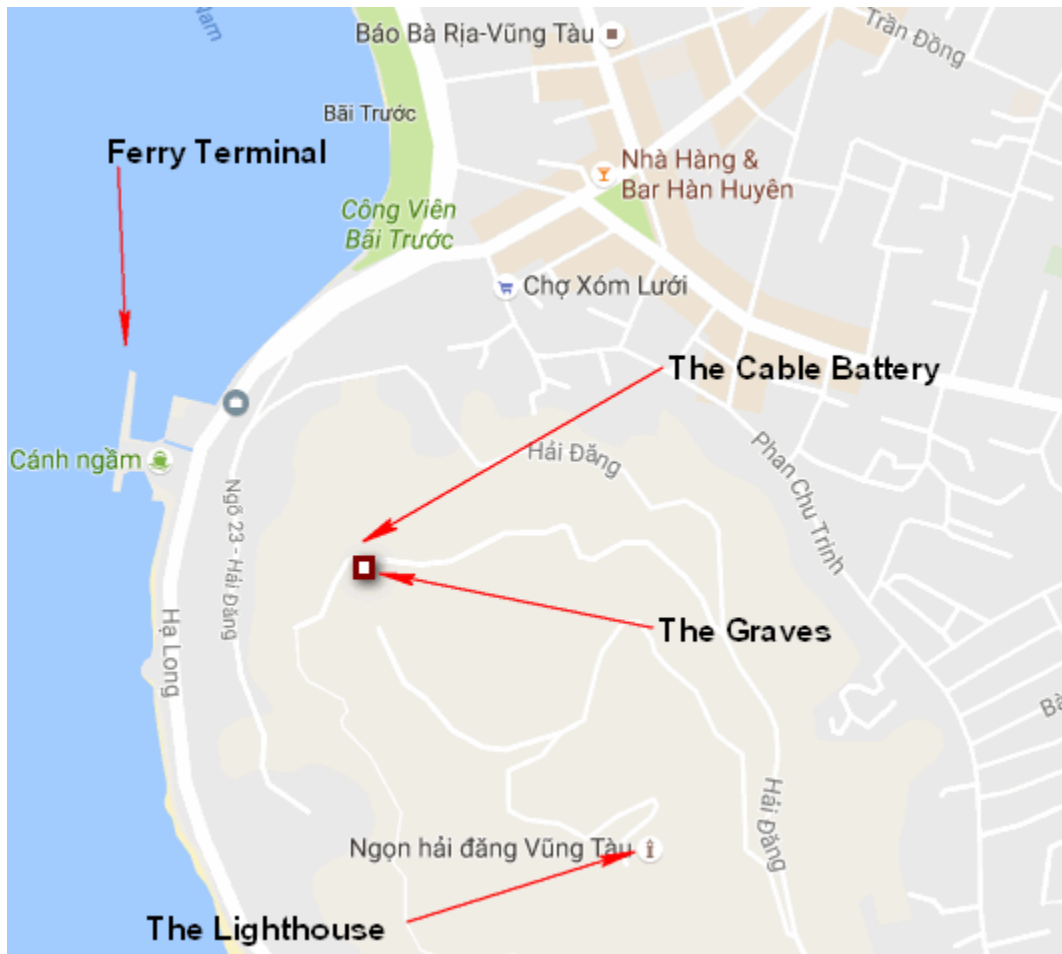 Nam
Báo Bà Rịa-Vũng Tàu
Trần Đồng
Bãi Trước
Ferry Terminal
Nhà Hàng &
Bar Hàn Huyên
Công Viên
Bãi Trước
Chợ Xóm Lưới
The Cable Battery
Hải Đăng
Cánh ngầm
Phan Chu Trinh
Ngõ 23 - Hải Đăng
Hạ Long
The Graves
Bà
Hải Đăng
Ngọn hải đăng Vũng Tàu
The Lighthouse